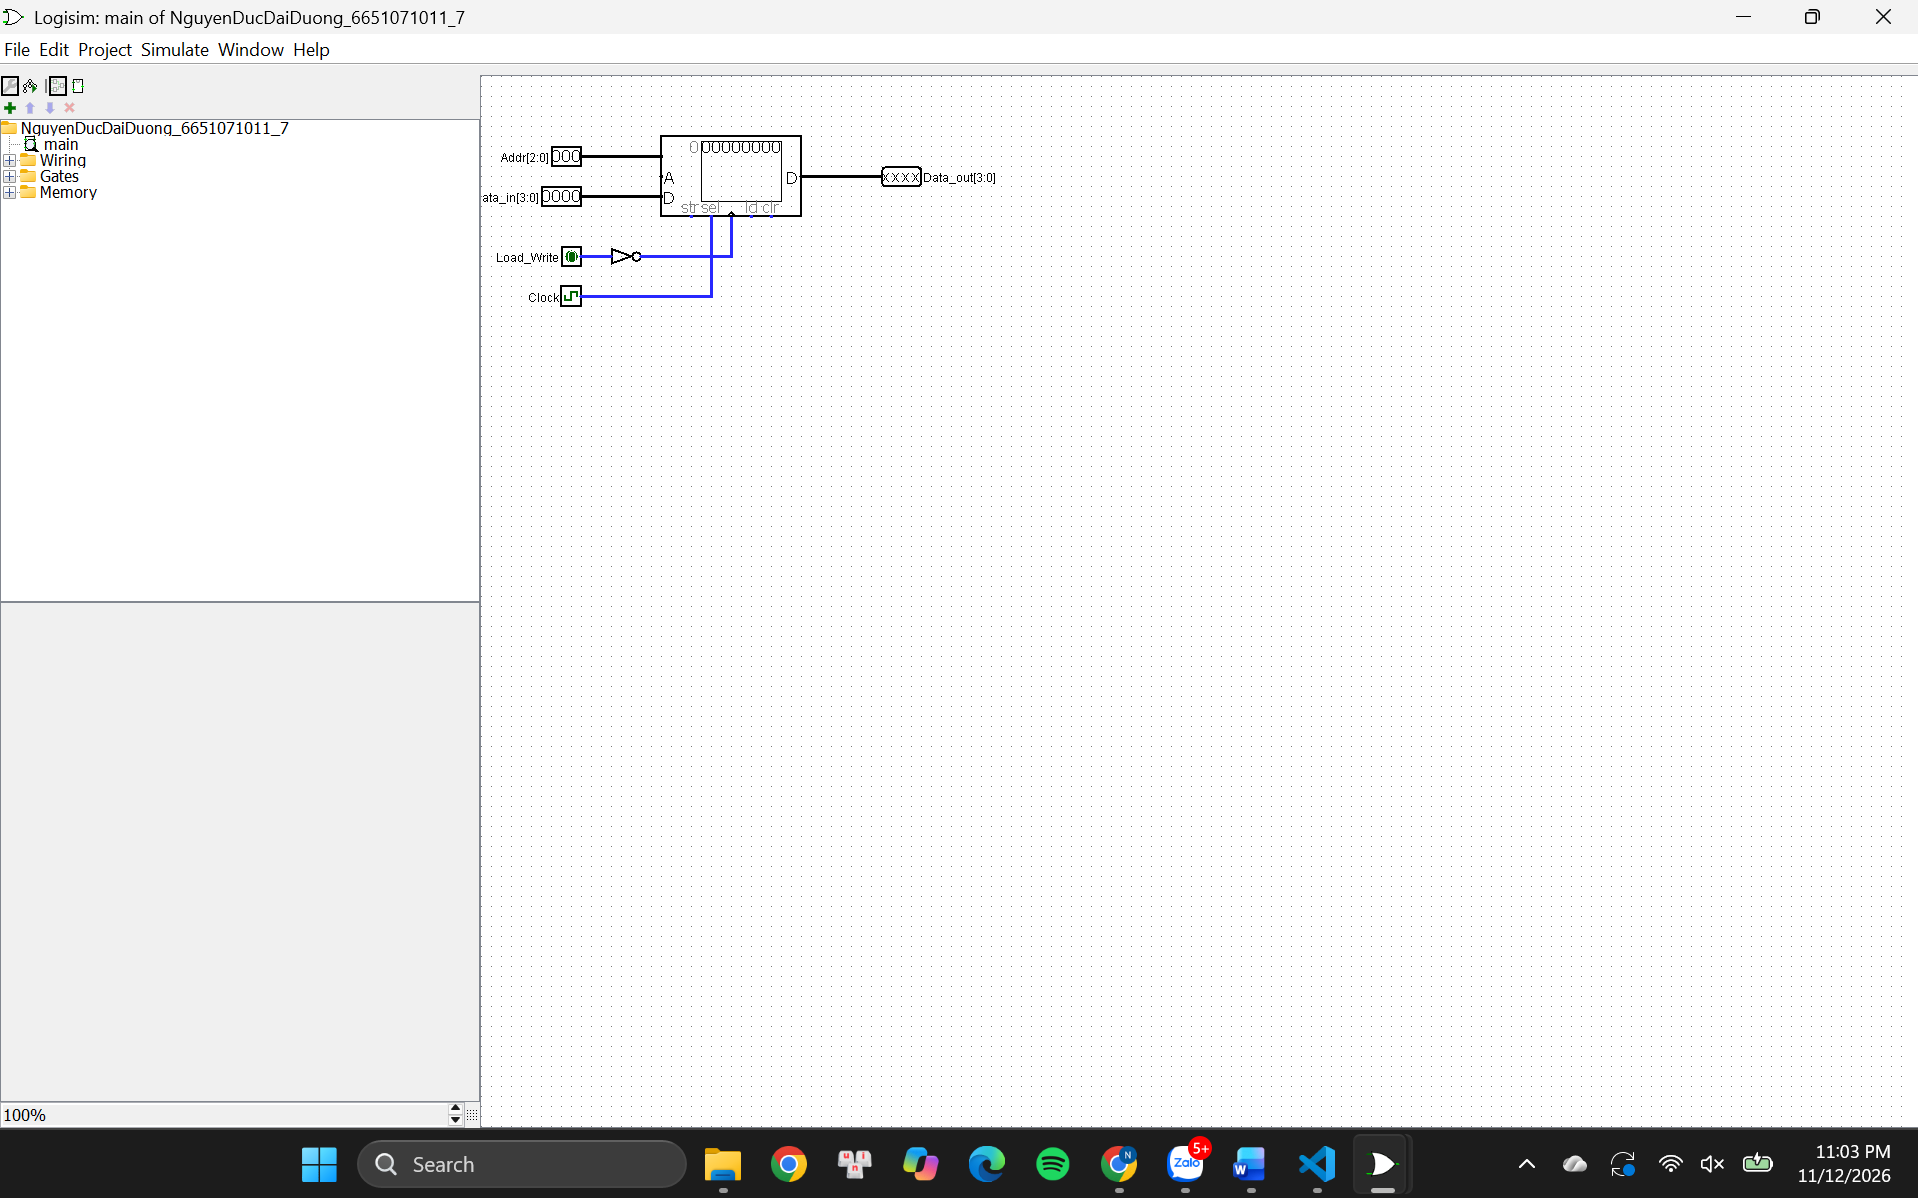 Logisim: main of NguyenDucDaiDuong_6651071011_7
File Edit Project Simulate Window Help
NguyenDucDaiDuong_6651071011_7
main
Wiring
Gates
Memory
Addr[2:0] 000
0 00000000
A
D
xxxx Data_out[3:0]
ata_in[3:0] 0000
D
str sel ld clr
Load_Write
Clock
100%
Search
5+
Zalo
11:03 PM
11/12/2026